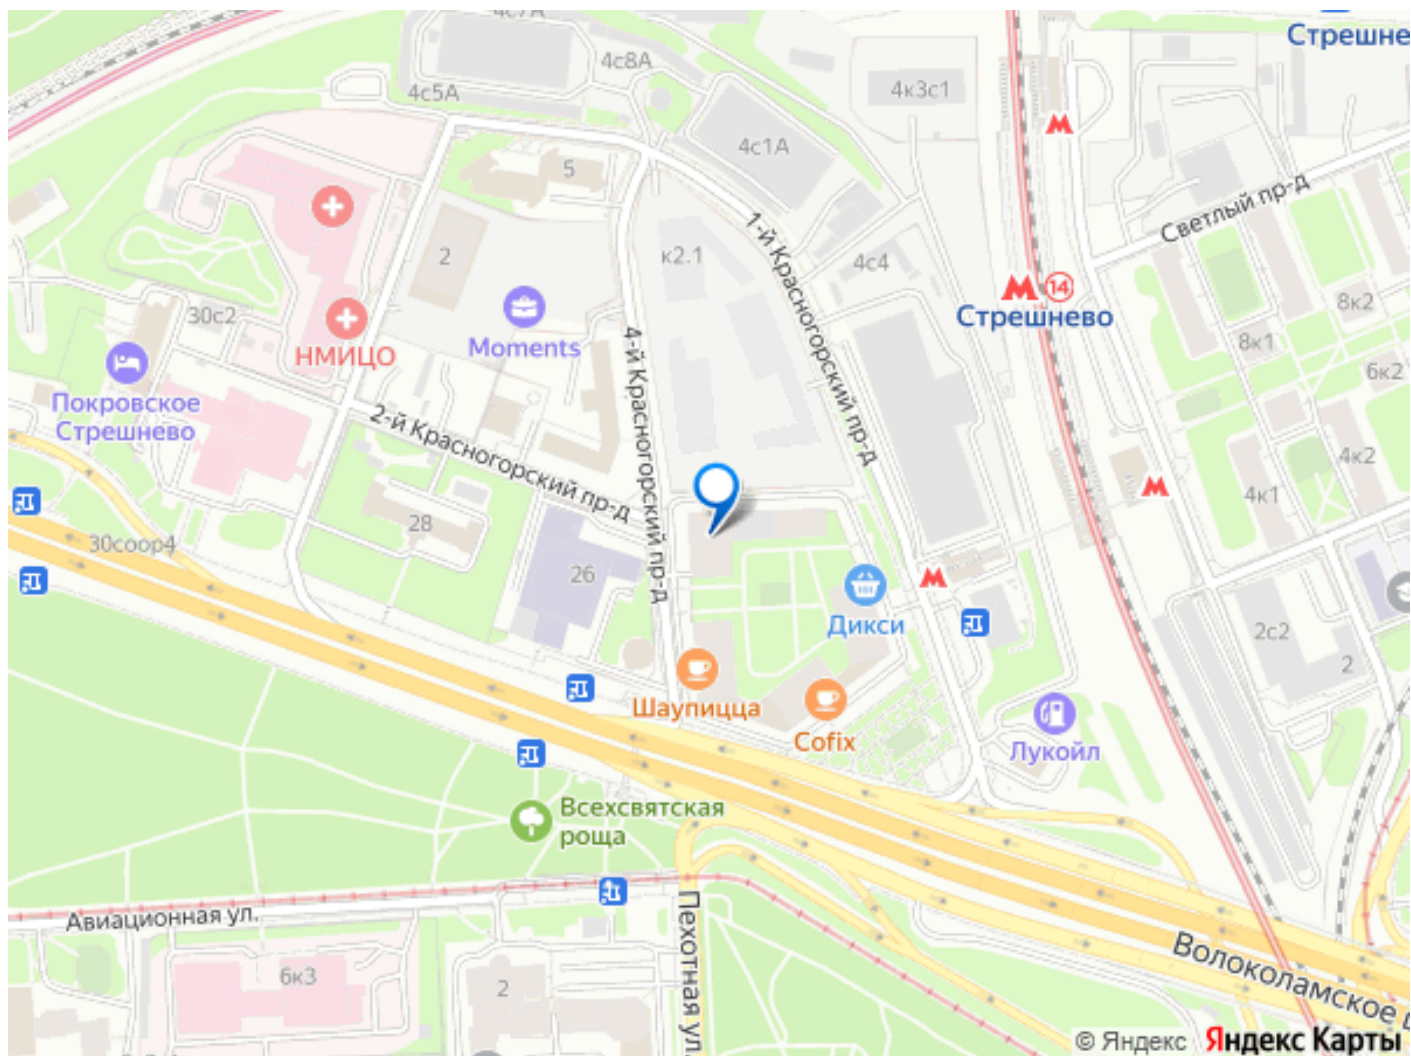 4с7А
Стрешне
4с8А
4с5А
4к3с1
4с1А
5
Светлый пр-д
1-й Красногорский пр-д
2
к2.1
4с4
14
Стрешнево
8к2
30с2
Moments
4-й Красногорский пр-д
8к1
НМИЦО
6к2
Покровское
Стрешнево
2-й Красногорский пр-д
4к2
4к1
28
30соор4
26
Дикси
2с2
2
Шаупицца
Cofix
Лукойл
Всехсвятская
роща
Авиационная ул.
Пехотная ул.
Волоколамское
6к3
2
© Яндекс Яндекс Карты